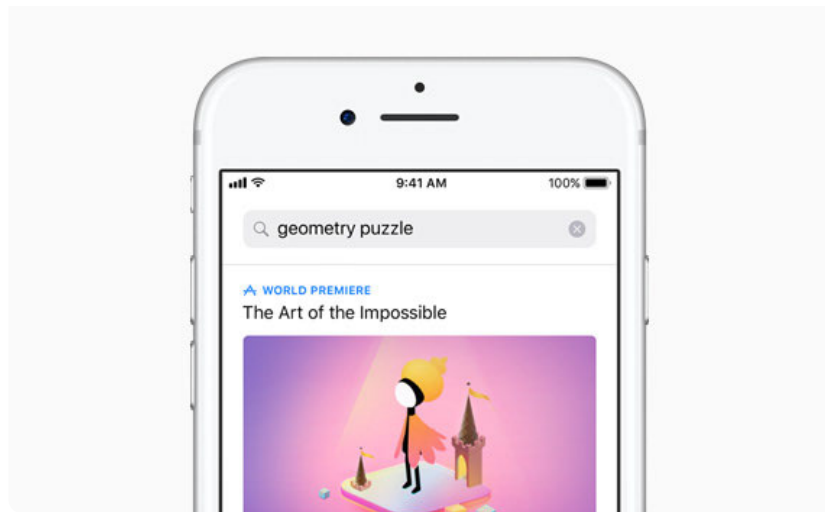 9:41 AM 100%
geometry puzzle
WORLD PREMIERE
The Art of the Impossible